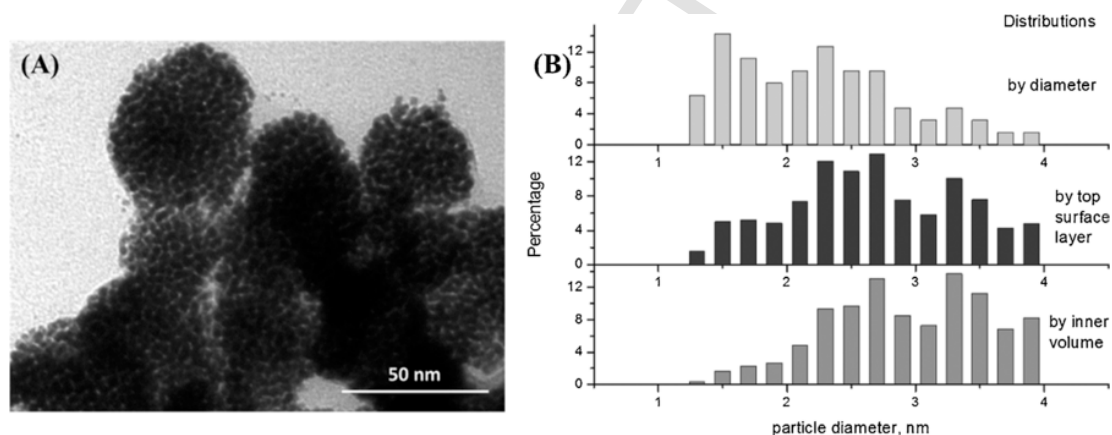 (A)
50 nm
(B)
Distributions
12
8
4
0
by diameter
1
2
3
4
12
8
4
0
by top
surface
layer
1
2
3
4
12
8
4
0
by inner
volume
1
2
3
4
Percentage
particle diameter, nm